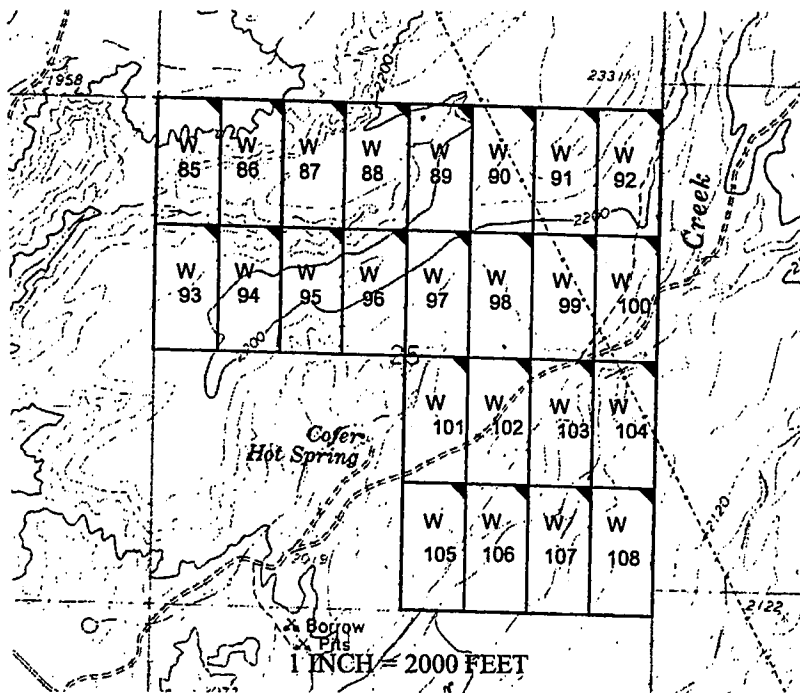 1958
2200
2331
W
85
W
86
W
87
W
88
W
89
W
90
W
91
W
92
Creek
2200
W
93
W
94
W
95
W
96
W
97
W
98
W
99
W
100
2200
25
W
101
W
102
W
103
W
104
Cofer
Hot Spring
W
105
W
106
W
107
W
108
2120
2019
2122
Borrow
Pits
1 INCH = 2000 FEET